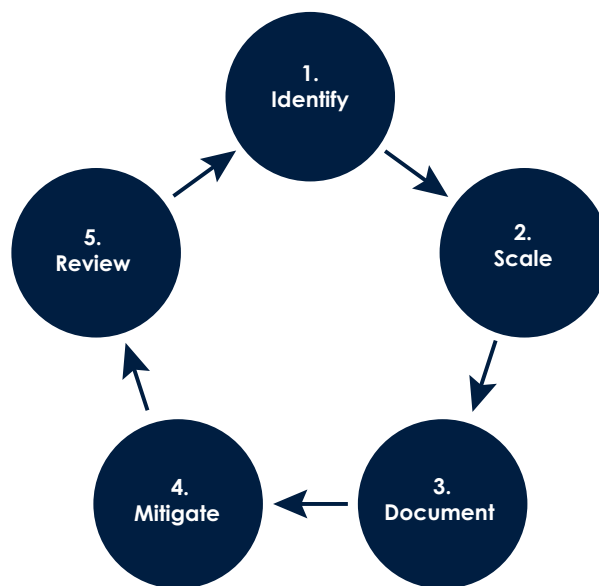 1.
Identify
2.
Scale
3.
Document
4.
Mitigate
5.
Review